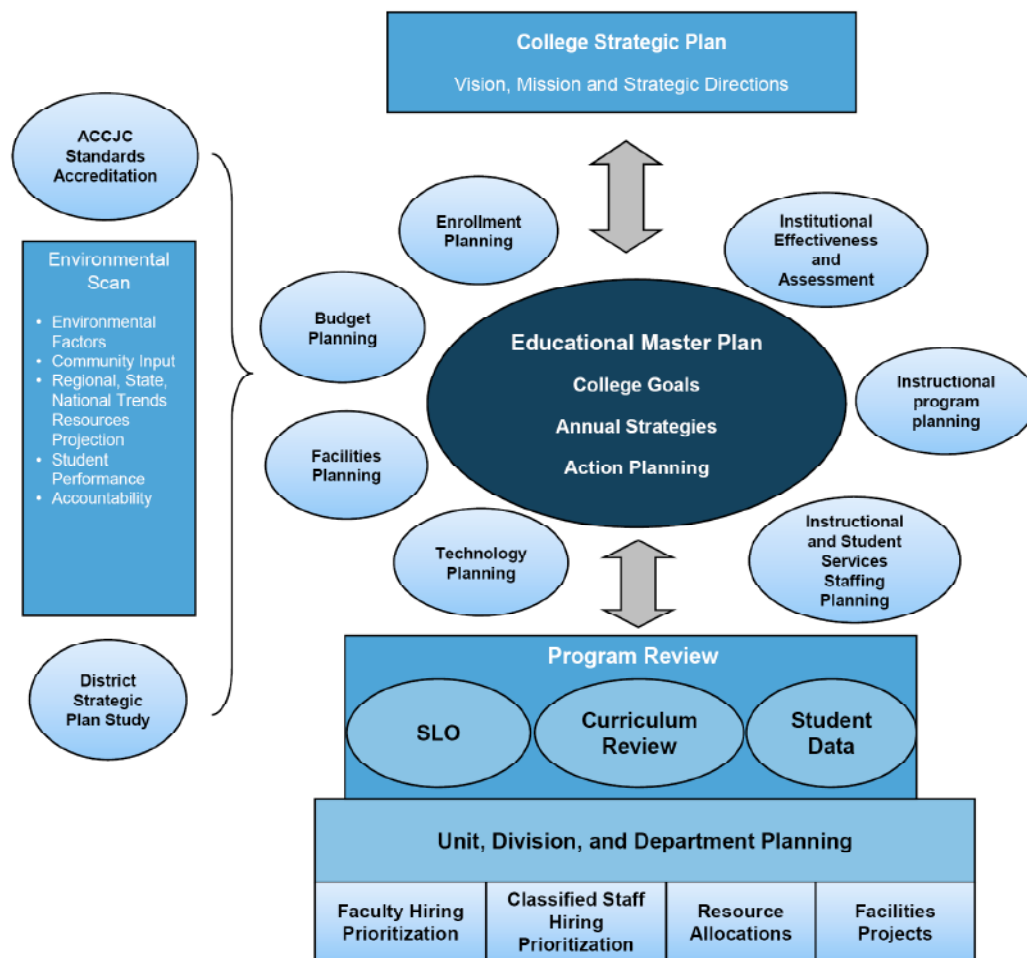 College Strategic Plan
Vision, Mission and Strategic Directions
ACCJC
Standards
Accreditation
Environmental
Scan
• Environmental
Factors
• Community Input
• Regional, State,
National Trends
Resources
Projection
• Student
Performance
• Accountability
District
Strategic
Plan Study
Enrollment
Planning
Budget
Planning
Facilities
Planning
Technology
Planning
Educational Master Plan
College Goals
Annual Strategies
Action Planning
Institutional
Effectiveness
and
Assessment
Instructional
program
planning
Instructional
and Student
Services
Staffing
Planning
Program Review
SLO
Curriculum
Review
Student
Data
Unit, Division, and Department Planning
Faculty Hiring
Prioritization
Classified Staff
Hiring
Prioritization
Resource
Allocations
Facilities
Projects